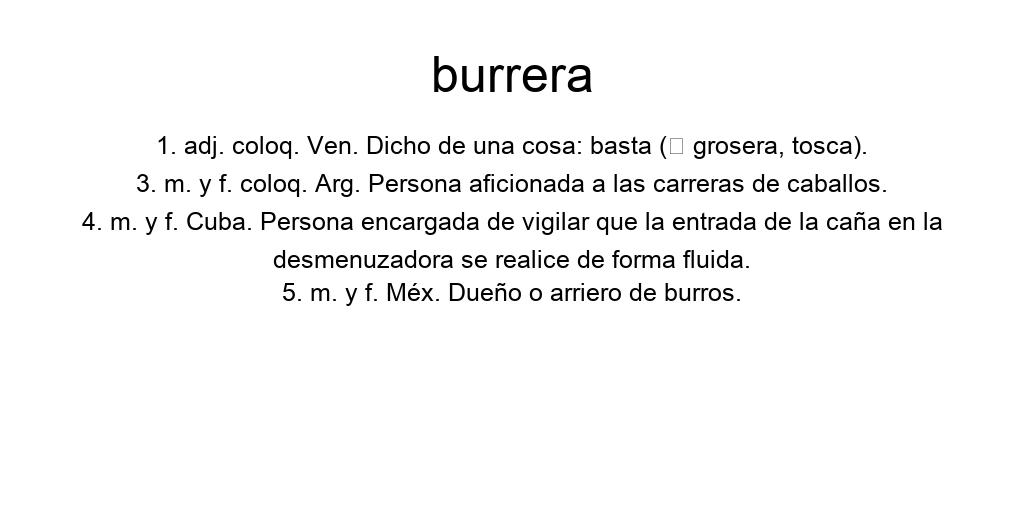 burrera
1. adj. coloq. Ven. Dicho de una cosa: basta (□ grosera, tosca).
3. m. y f. coloq. Arg. Persona aficionada a las carreras de caballos.
4. m. y f. Cuba. Persona encargada de vigilar que la entrada de la caña en la
desmenuzadora se realice de forma fluida.
5. m. y f. Méx. Dueño o arriero de burros.